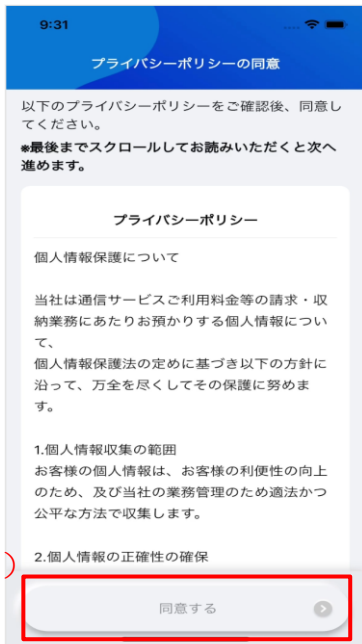 9:31
プライバシーポリシーの同意
以下のプライバシーポリシーをご確認後、同意し
てください。
*最後までスクロールしてお読みいただくと次へ
進めます。
プライバシーポリシー
個人情報保護について
当社は通信サービスご利用料金等の請求・収
納業務にあたりお預かりする個人情報につい
て、
個人情報保護法の定めに基づき以下の方針に
沿って、万全を尽くしてその保護に努めま
す。
1.個人情報収集の範囲
お客様の個人情報は、お客様の利便性の向上
のため、及び当社の業務管理のため適法かつ
公平な方法で収集します。
2.個人情報の正確性の確保
同意する